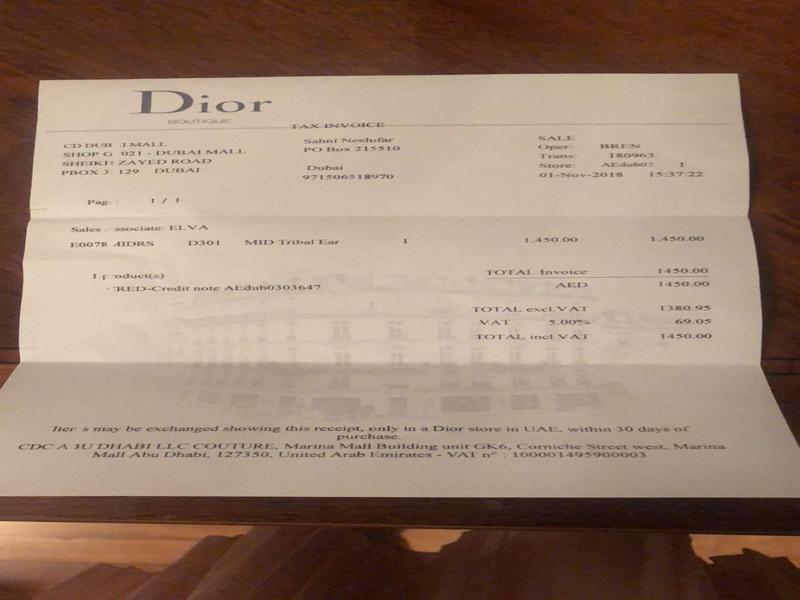 Dior
BOUTIQUE
TAX INVOICE
CD DUB I MALL
SHOP G 021 - DUBAI MALL
SHEIKH ZAYED ROAD
PBOX 3 129 DUBAI
Sahni Neelufar
PO Box 215510
Dubai
971506518970
SALE
Oper: BREN
Trans: 180963
Store: AEdub03 1
01-Nov-2018 15:37:22
Pag 1 / 1
Sales ssociate: ELVA
E0078 MIDRS D301 MID Tribal Ear 1 1,450.00 1,450.00
1 p oduct(s)
TOTAL Invoice 1450.00
RED-Credit note AEdub0303647
AED 1450.00
TOTAL excl.VAT 1380.95
VAT 5.00% 69.05
TOTAL incl VAT 1450.00
Iter s may be exchanged showing this receipt, only in a Dior store in UAE, within 30 days of
purchase.
CDC A BU DHABI LLC COUTURE, Marina Mall Building unit GK6, Corniche Street west, Marina
Mall Abu Dhabi, 127350, United Arab Emirates - VAT n° : 100001495900003